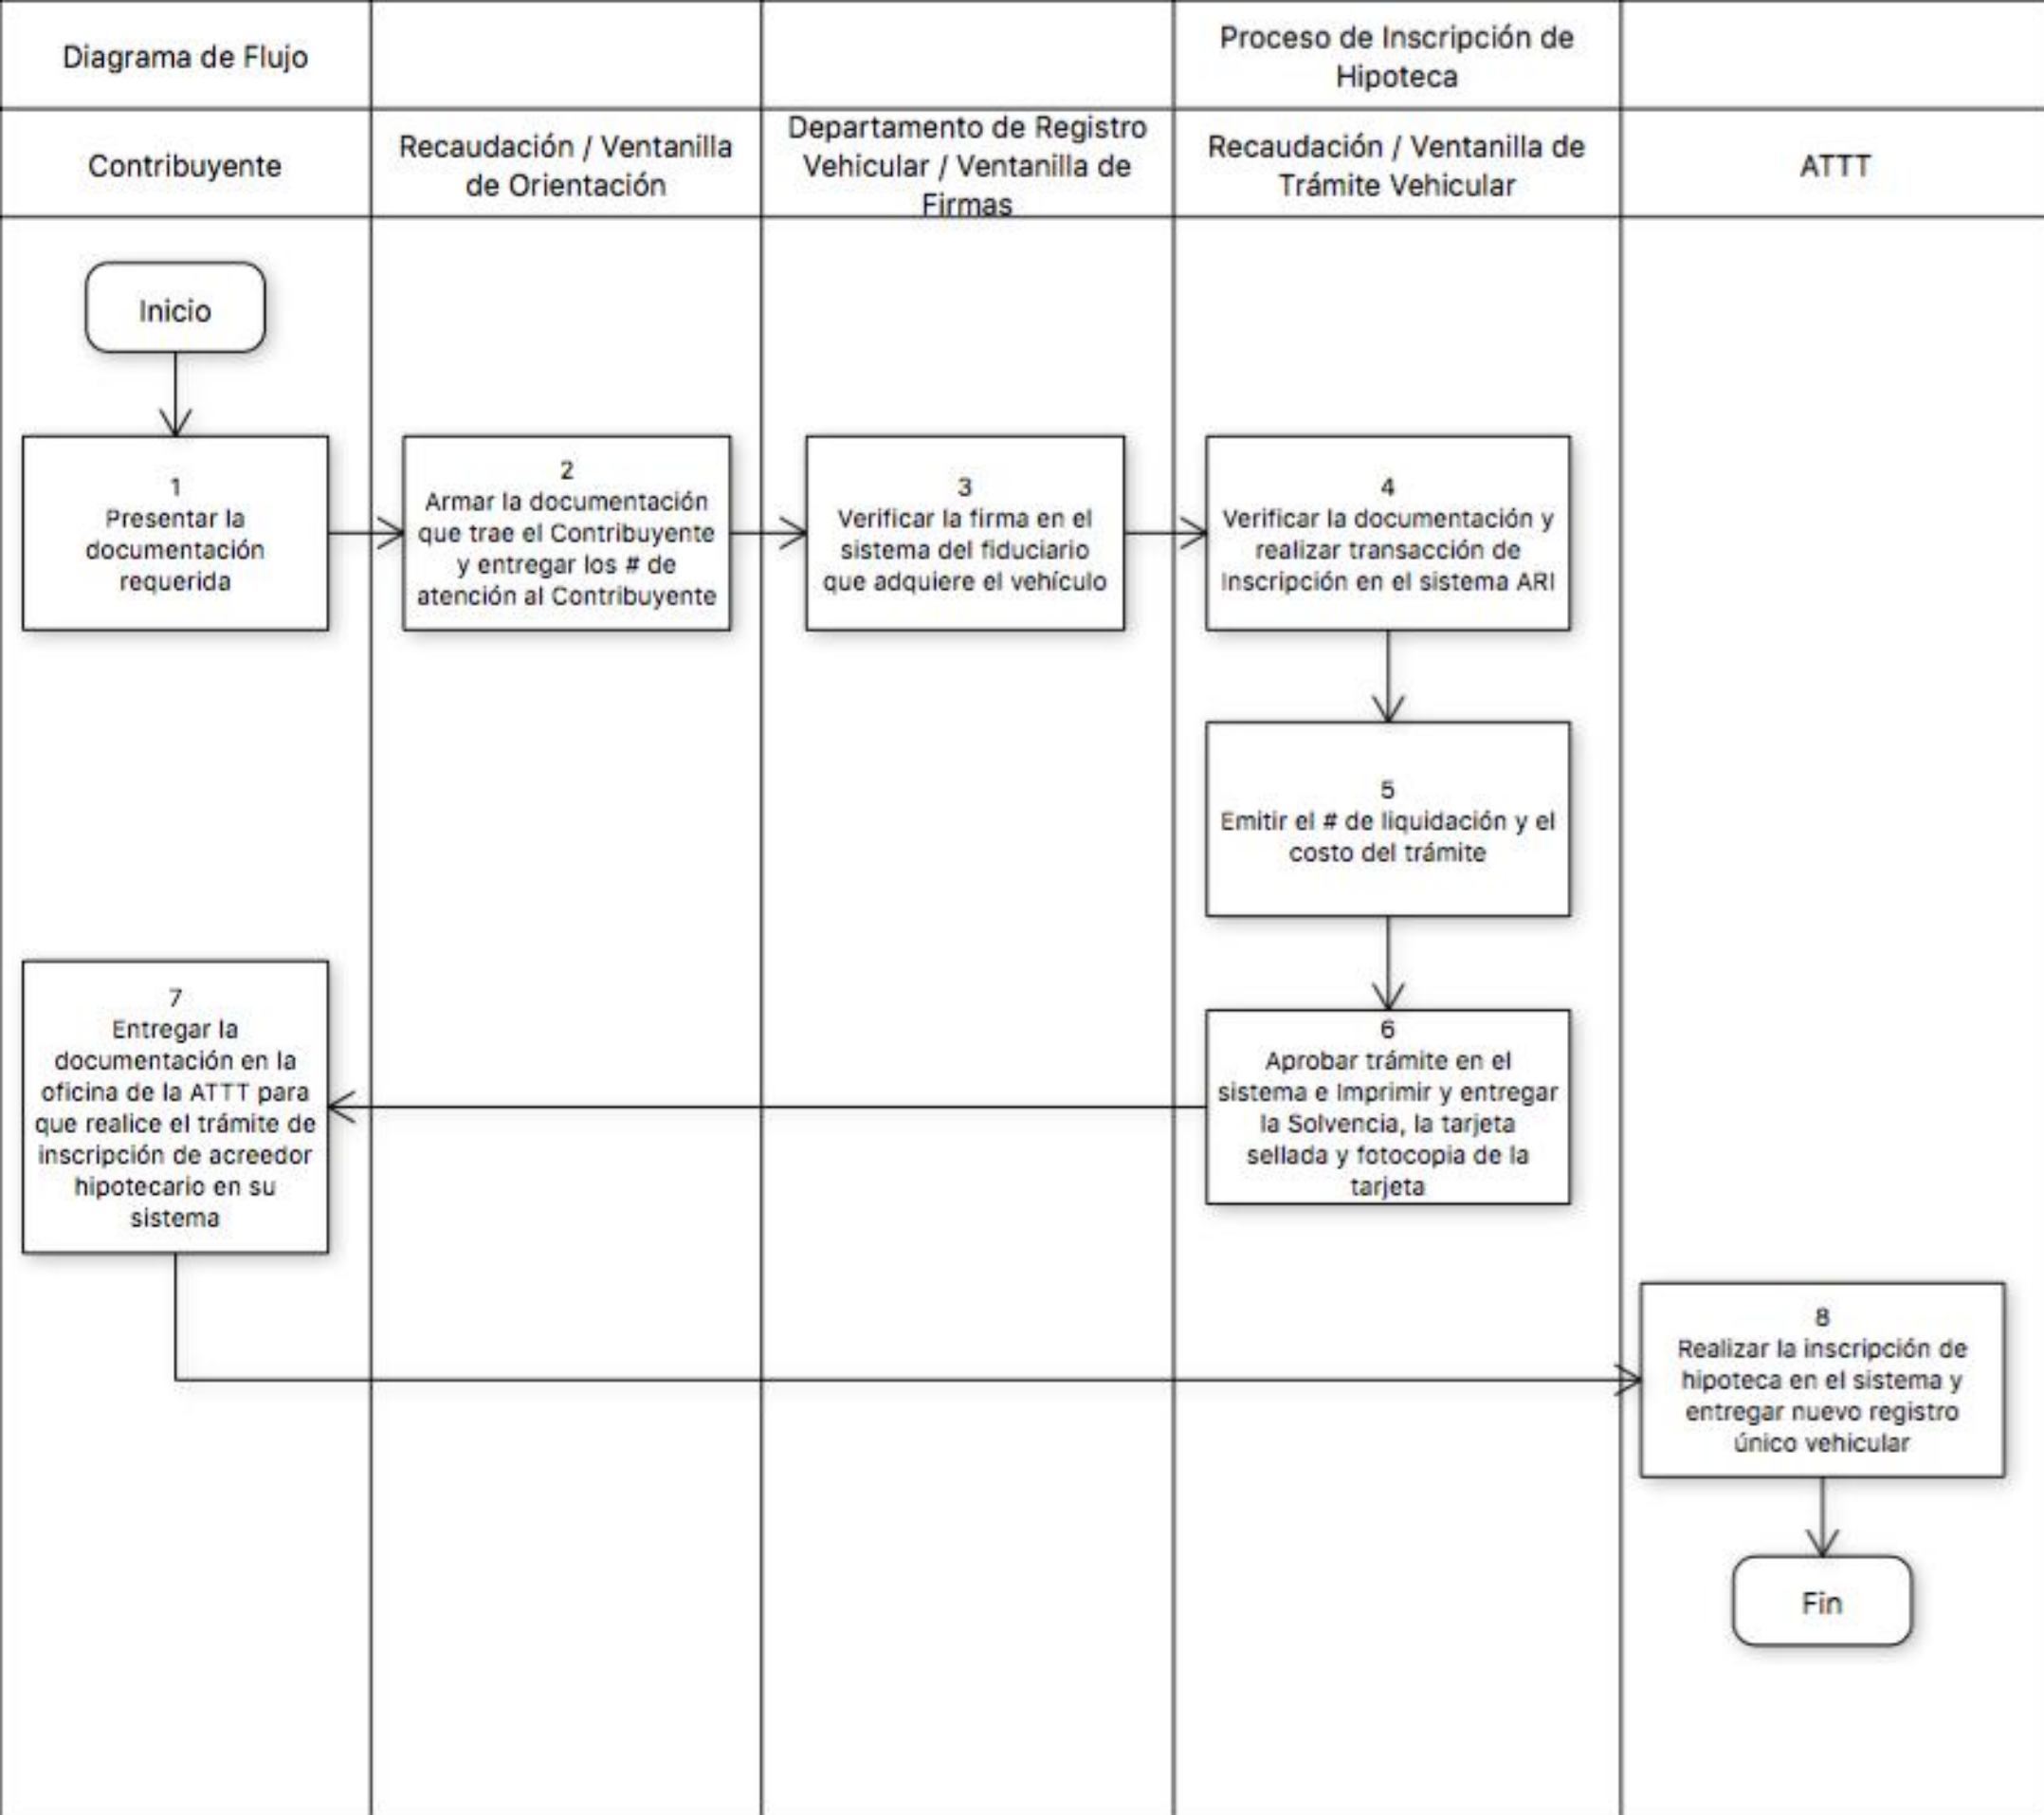 Diagrama de Flujo
Proceso de Inscripción de
Hipoteca
Contribuyente
Recaudación / Ventanilla
de Orientación
Departamento de Registro
Vehicular / Ventanilla de
Firmas
Recaudación / Ventanilla de
Trámite Vehicular
ATTT
Inicio
1
Presentar la
documentación
requerida
2
Armar la documentación
que trae el Contribuyente
y entregar los # de
atención al Contribuyente
3
Verificar la firma en el
sistema del fiduciario
que adquiere el vehículo
4
Verificar la documentación y
realizar transacción de
Inscripción en el sistema ARI
5
Emitir el # de liquidación y el
costo del trámite
6
Aprobar trámite en el
sistema e Imprimir y entregar
la Solvencia, la tarjeta
sellada y fotocopia de la
tarjeta
7
Entregar la
documentación en la
oficina de la ATTT para
que realice el trámite de
inscripción de acreedor
hipotecario en su
sistema
8
Realizar la inscripción de
hipoteca en el sistema y
entregar nuevo registro
único vehicular
Fin